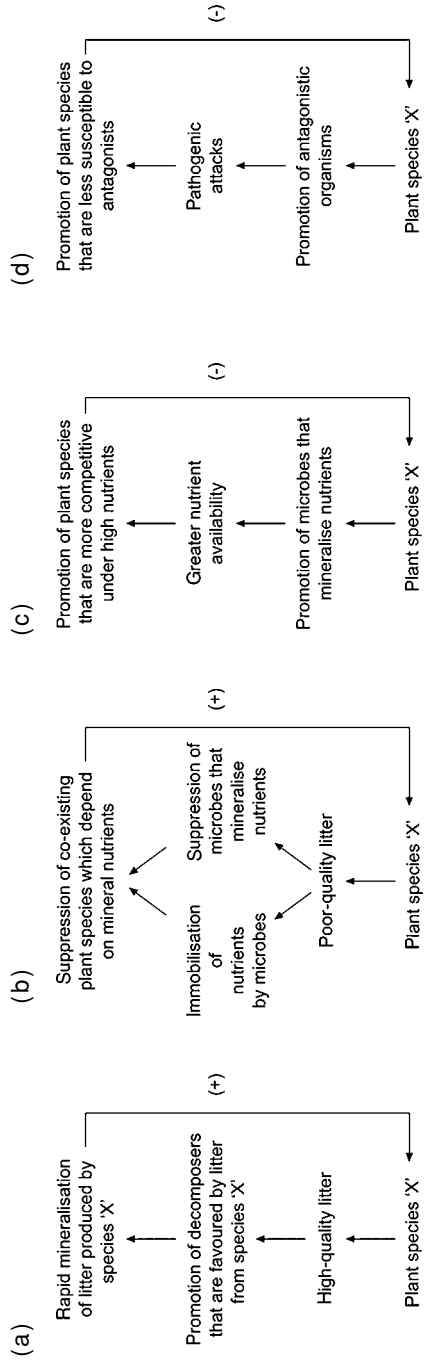 (a)
Rapid mineralisation
of litter produced by
species ‘X’
Promotion of decomposers
that are favoured by litter
from species ‘X’
High-quality litter
Plant species ‘X’
(+)
(b)
Suppression of co-existing
plant species which depend
on mineral nutrients
Immobilisation
of
nutrients
by microbes
Suppression of
microbes that
mineralise
nutrients
Poor-quality litter
Plant species ‘X’
(+)
(c)
Promotion of plant species
that are more competitive
under high nutrients
Greater nutrient
availability
Promotion of microbes that
mineralise nutrients
Plant species ‘X’
(-)
(d)
Promotion of plant species
that are less susceptible to
antagonists
Pathogenic
attacks
Promotion of antagonistic
organisms
Plant species ‘X’
(-)